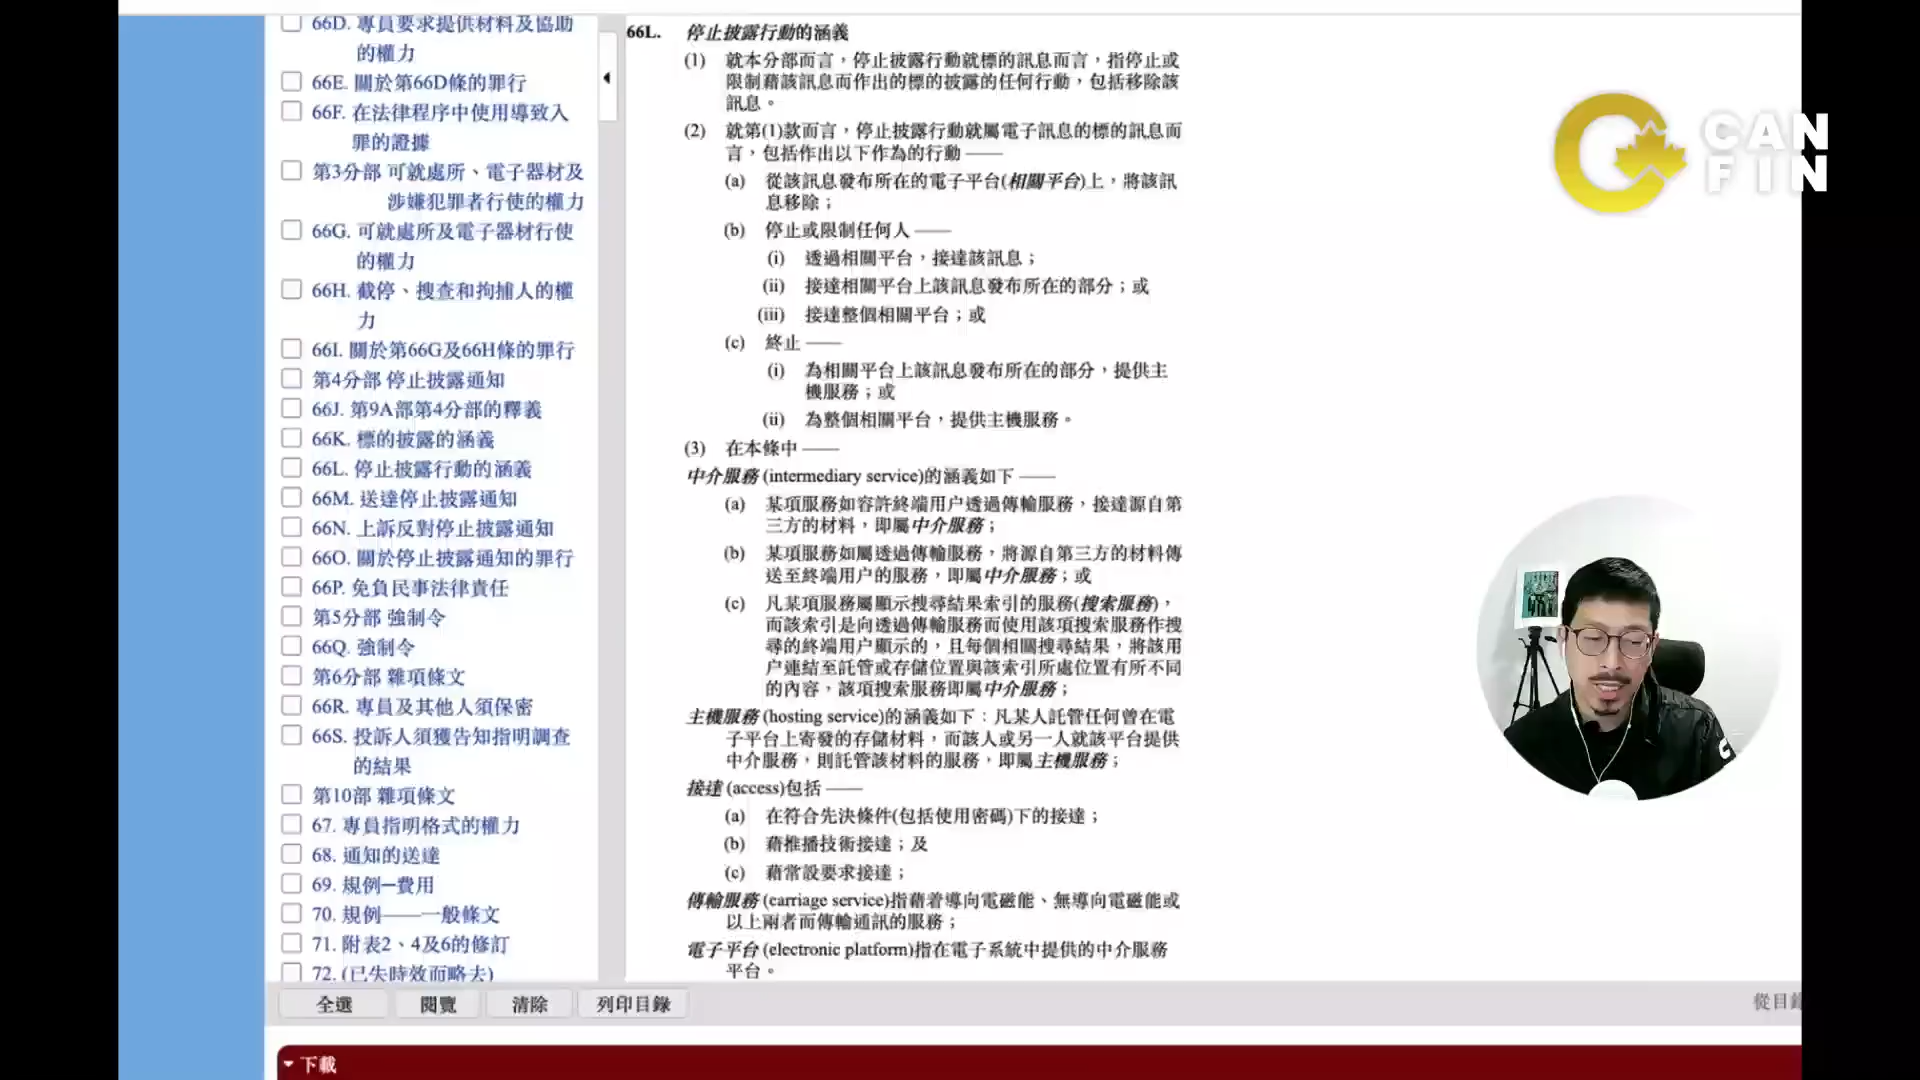 66D. 專員要求提供材料及協助
的權力
66E. 關於第66D條的罪行
66F. 在法律程序中使用導致入
罪的證據
第3分部 可就處所、電子器材及
涉嫌犯罪者行使的權力
66G. 可就處所及電子器材行使
的權力
66H. 截停、搜查和拘捕人的權
力
66I. 關於第66G及66H條的罪行
第4分部 停止披露通知
66J. 第9A部第4分部的釋義
66K. 標的披露的涵義
66L. 停止披露行動的涵義
66M. 送達停止披露通知
66N. 上訴反對停止披露通知
66O. 關於停止披露通知的罪行
66P. 免負民事法律責任
第5分部 強制令
66Q. 強制令
第6分部 雜項條文
66R. 專員及其他人須保密
66S. 投訴人須獲告知指明調查
的結果
第10部 雜項條文
67. 專員指明格式的權力
68. 通知的送達
69. 規例─費用
70. 規例——一般條文
71. 附表2、4及6的修訂
72. (已失時效而略去)
全選
閱覽
清除
列印目錄
下載
66L. 停止披露行動的涵義
(1) 就本分部而言，停止披露行動就標的訊息而言，指停止或
限制藉該訊息而作出的標的披露的任何行動，包括移除該
訊息。
(2) 就第(1)款而言，停止披露行動就屬電子訊息的標的訊息而
言，包括作出以下作為的行動 ——
(a) 從該訊息發布所在的電子平台(相關平台)上，將該訊
息移除；
(b) 停止或限制任何人 ——
(i) 透過相關平台，接達該訊息；
(ii) 接達相關平台上該訊息發布所在的部分；或
(iii) 接達整個相關平台；或
(c) 終止 ——
(i) 為相關平台上該訊息發布所在的部分，提供主
機服務；或
(ii) 為整個相關平台，提供主機服務。
(3) 在本條中 ——
中介服務 (intermediary service)的涵義如下 ——
(a) 某項服務如容許終端用户透過傳輸服務，接達源自第
三方的材料，即屬中介服務；
(b) 某項服務如屬透過傳輸服務，將源自第三方的材料傳
送至終端用户的服務，即屬中介服務；或
(c) 凡某項服務屬顯示搜尋結果索引的服務(搜索服務)，
而該索引是向透過傳輸服務而使用該項搜索服務作搜
尋的終端用户顯示的，且每個相關搜尋結果，將該用
户連結至託管或存儲位置與該索引所處位置有所不同
的內容，該項搜索服務即屬中介服務；
主機服務 (hosting service)的涵義如下：凡某人託管任何曾在電
子平台上寄發的存儲材料，而該人或另一人就該平台提供
中介服務，則託管該材料的服務，即屬主機服務；
接達 (access)包括 ——
(a) 在符合先決條件(包括使用密碼)下的接達；
(b) 藉推播技術接達；及
(c) 藉常設要求接達；
傳輸服務 (carriage service)指藉着導向電磁能、無導向電磁能或
以上兩者而傳輸通訊的服務；
電子平台 (electronic platform)指在電子系統中提供的中介服務
平台。
從目錄
CAN
FIN